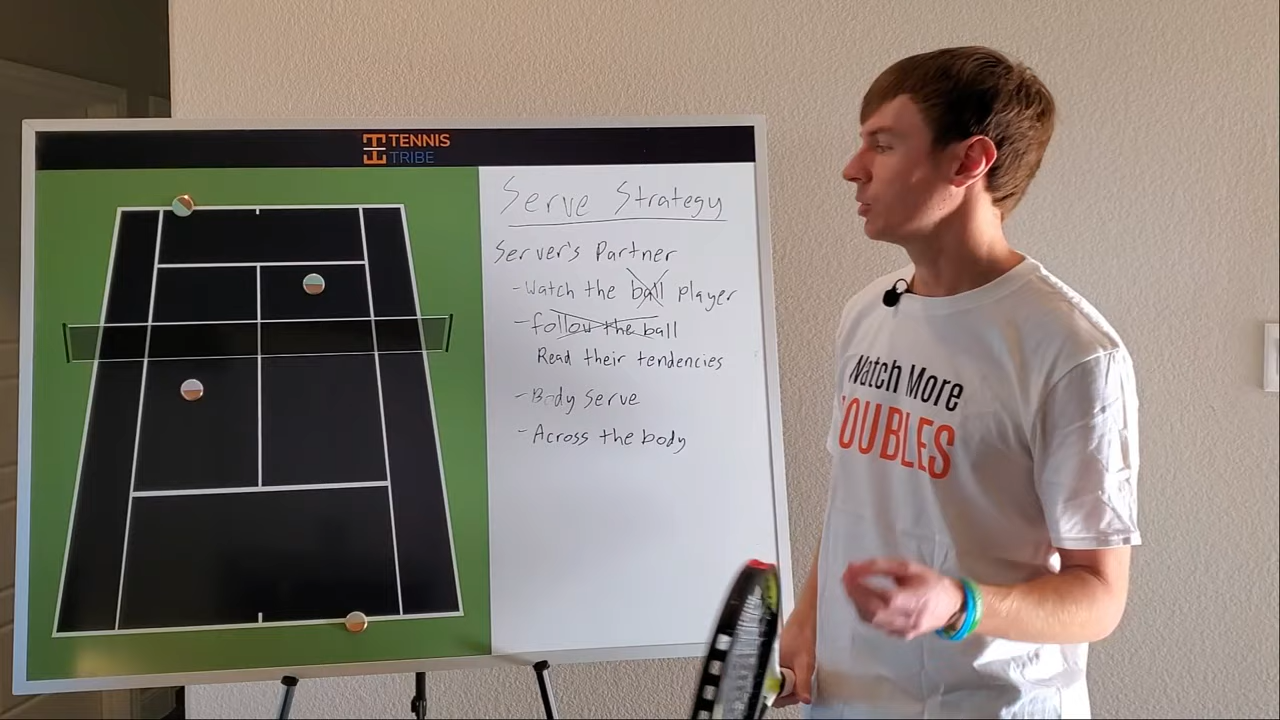 TENNIS
TRIBE
Serve Strategy
Server's Partner
- Watch the ball player
- follow the ball
Read their tendencies
- Body Serve
- Across the body
Watch More
DOUBLES